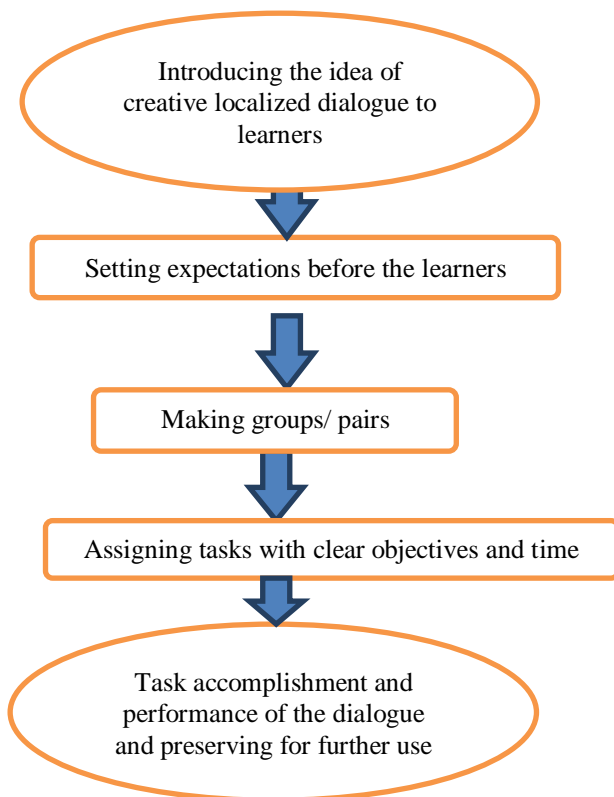 Introducing the idea of
creative localized dialogue to
learners
Setting expectations before the learners
Making groups/ pairs
Assigning tasks with clear objectives and time
Task accomplishment and
performance of the dialogue
and preserving for further use